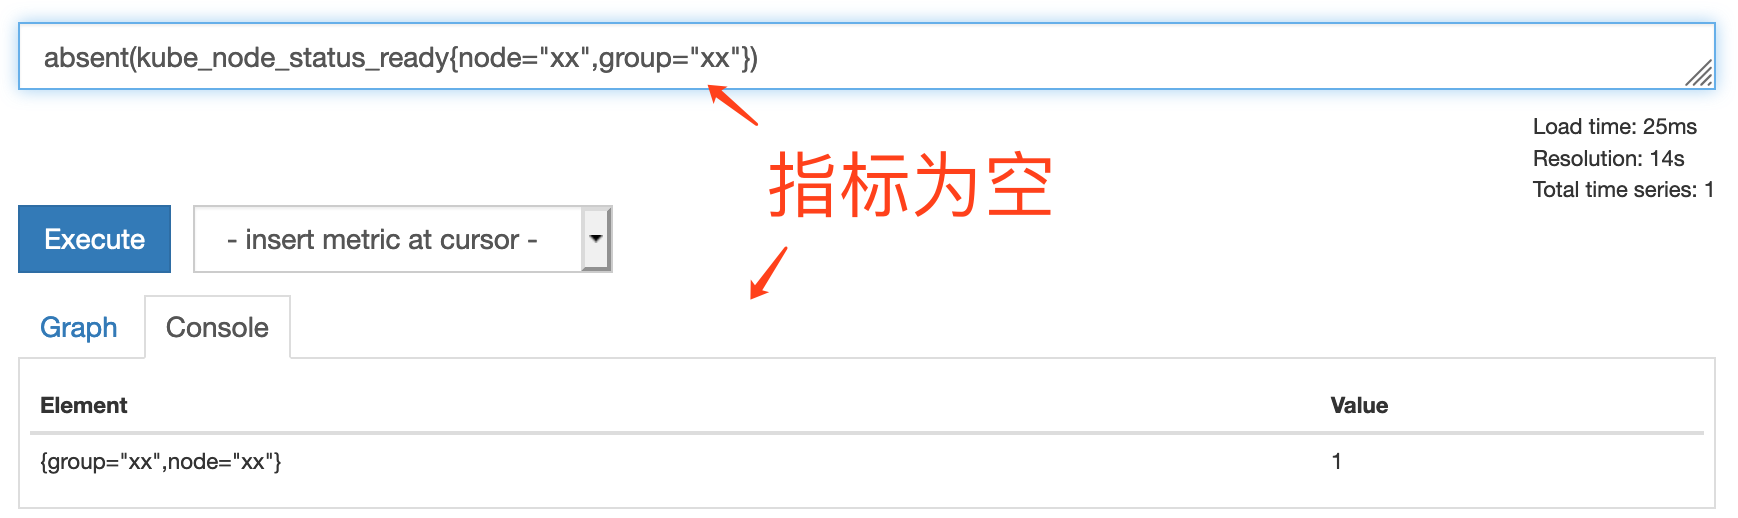 absent(kube_node_status_ready{node="xx",group="xx"})
Load time: 25ms
Resolution: 14s
Total time series: 1
指标为空
Execute
- insert metric at cursor -
Graph
Console
Element Value
{group="xx",node="xx"} 1